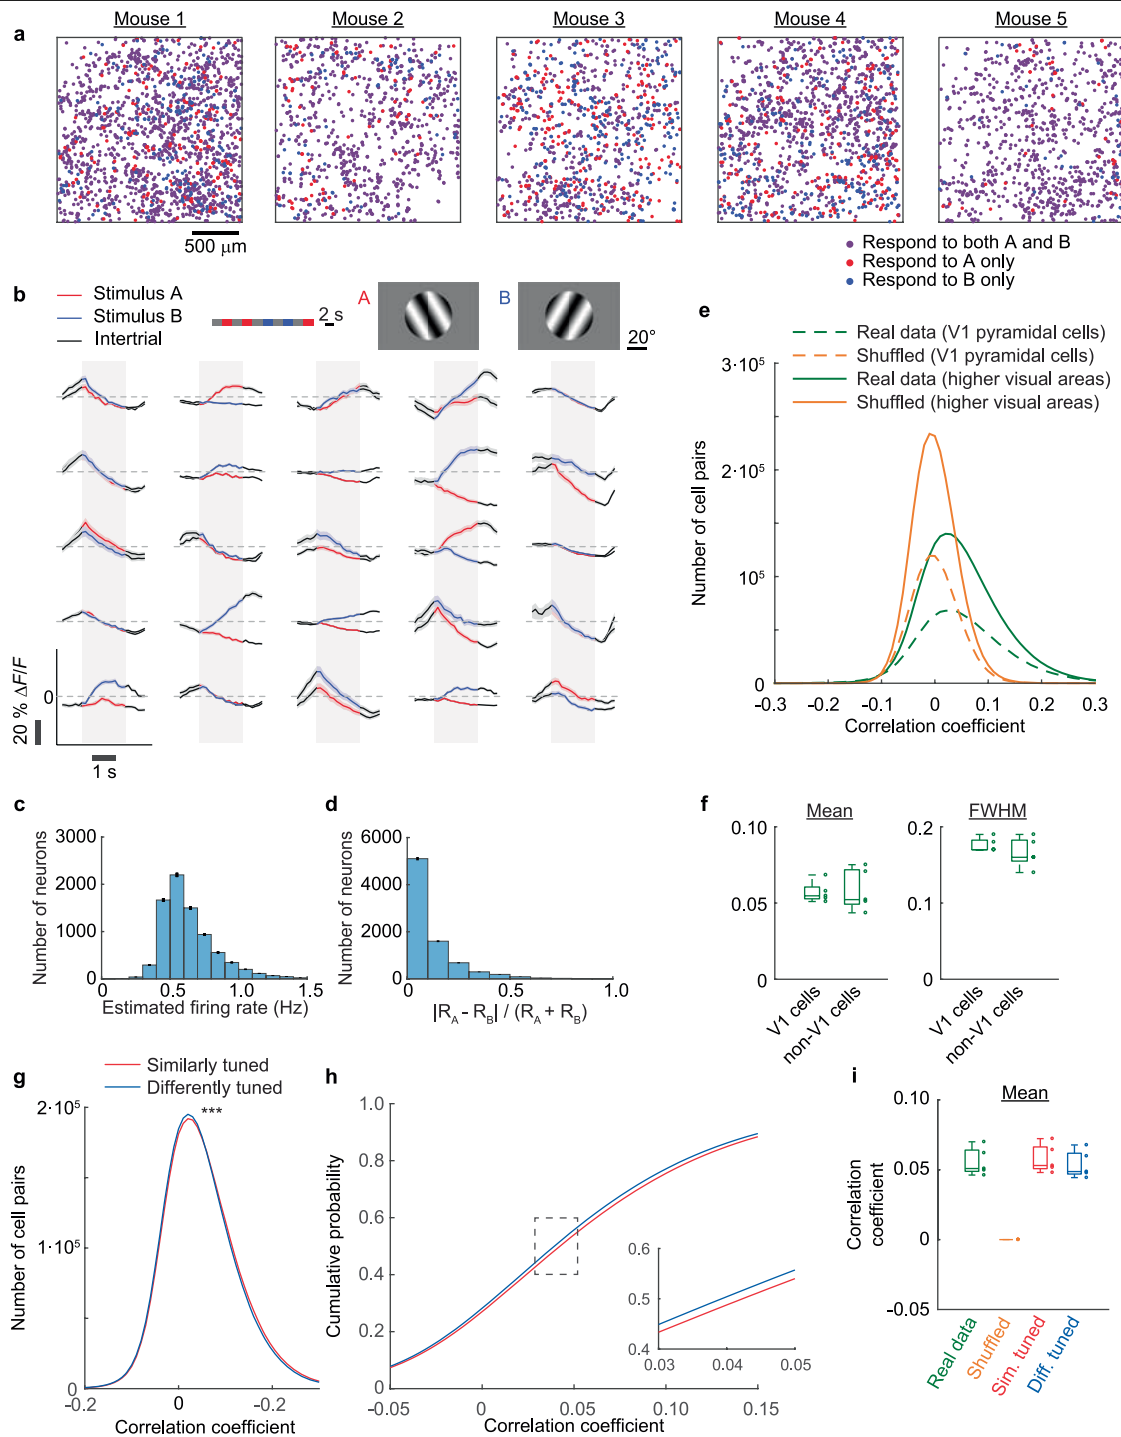 Mouse 1 Mouse 2 Mouse 3 Mouse 4 Mouse 5
a
500 μm
Respond to both A and B
Respond to A only
Respond to B only
b
Stimulus A
Stimulus B
Intertrial
2 s
A
B
20°
0
20 % ΔF/F
1 s
e
Real data (V1 pyramidal cells)
Shuffled (V1 pyramidal cells)
Real data (higher visual areas)
Shuffled (higher visual areas)
3·10⁵
2·10⁵
10⁵
0
Number of cell pairs
-0.3 -0.2 -0.1 0 0.1 0.2 0.3
Correlation coefficient
c
3000
2000
1000
0
Number of neurons
0 0.5 1.0 1.5
Estimated firing rate (Hz)
d
6000
4000
2000
0
Number of neurons
0 0.5 1.0
|R_A - R_B| / (R_A + R_B)
f
Mean
0.10
0.05
0
V1 cells
non-V1 cells
FWHM
0.2
0.1
0
V1 cells
non-V1 cells
g
Similarly tuned
Differently tuned
***
2·10⁵
1·10⁵
0
Number of cell pairs
-0.2 0 -0.2
Correlation coefficient
h
1.0
0.8
0.6
0.4
0.2
0
Cumulative probability
-0.05 0 0.05 0.10 0.15
Correlation coefficient
0.6
0.5
0.4
0.03 0.04 0.05
i
Mean
0.10
0.05
0
-0.05
Correlation coefficient
Real data
Shuffled
Sim. tuned
Diff. tuned